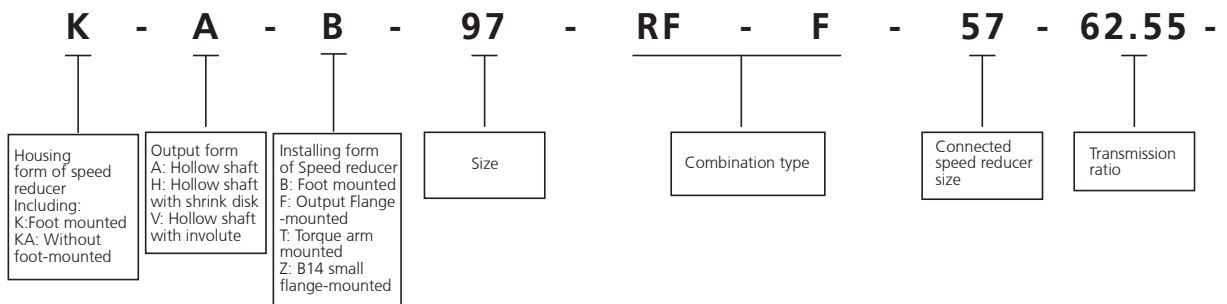 K - A - B - 97 - RF - F - 57 - 62.55 -
Housing
form of speed
reducer
Including:
K:Foot mounted
KA: Without
foot-mounted
Output form
A: Hollow shaft
H: Hollow shaft
with shrink disk
V: Hollow shaft
with involute
Installing form
of Speed reducer
B: Foot mounted
F: Output Flange
-mounted
T: Torque arm
mounted
Z: B14 small
flange-mounted
Size
Combination type
Connected
speed reducer
size
Transmission
ratio